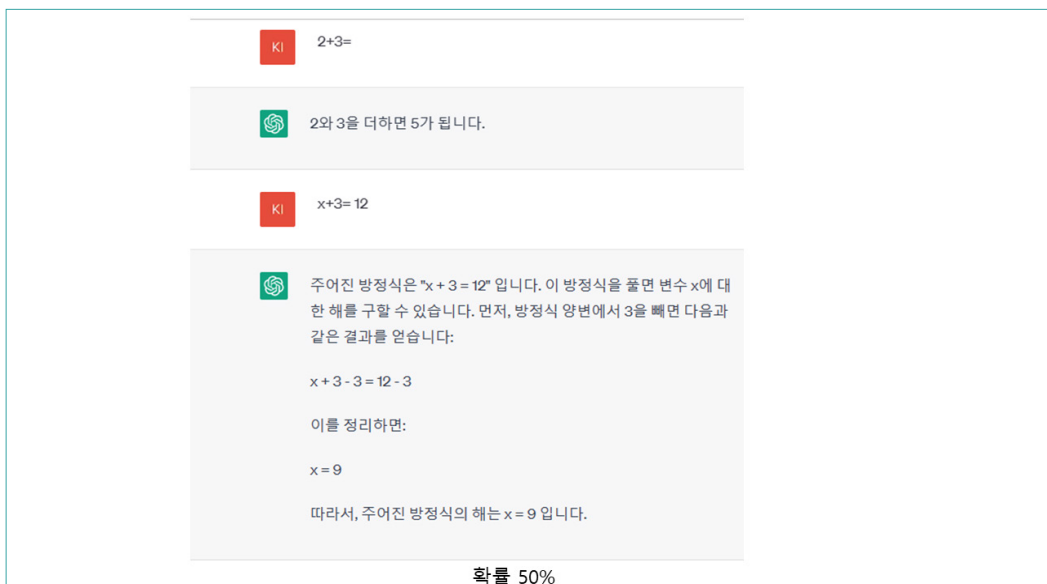 KI
2+3=
2와 3을 더하면 5가 됩니다.
KI
x+3= 12
주어진 방정식은 "x + 3 = 12" 입니다. 이 방정식을 풀면 변수 x에 대
한 해를 구할 수 있습니다. 먼저, 방정식 양변에서 3을 빼면 다음과
같은 결과를 얻습니다:
x + 3 - 3 = 12 - 3
이를 정리하면:
x = 9
따라서, 주어진 방정식의 해는 x = 9 입니다.
확률 50%